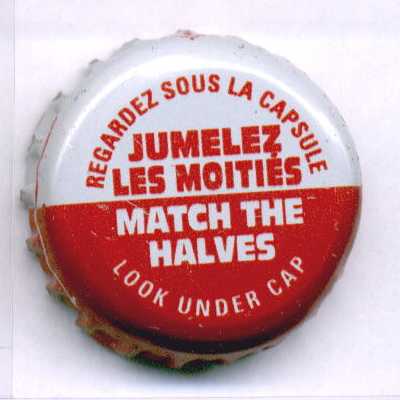 REGARDEZ SOUS LA CAPSULE
JUMELEZ
LES MOITIÉS
MATCH THE
HALVES
LOOK UNDER CAP